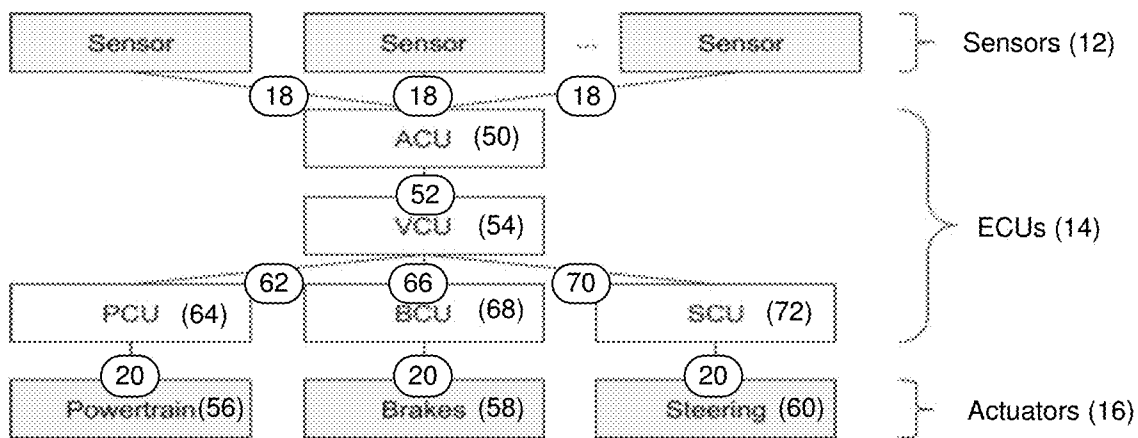 Sensor Sensor ... Sensor Sensors (12)
18 18 18
ACU (50)
52
VCU (54)
ECUs (14)
62 66 70
PCU (64) BCU (68) SCU (72)
20 20 20
Powertrain(56) Brakes (58) Steering (60) Actuators (16)